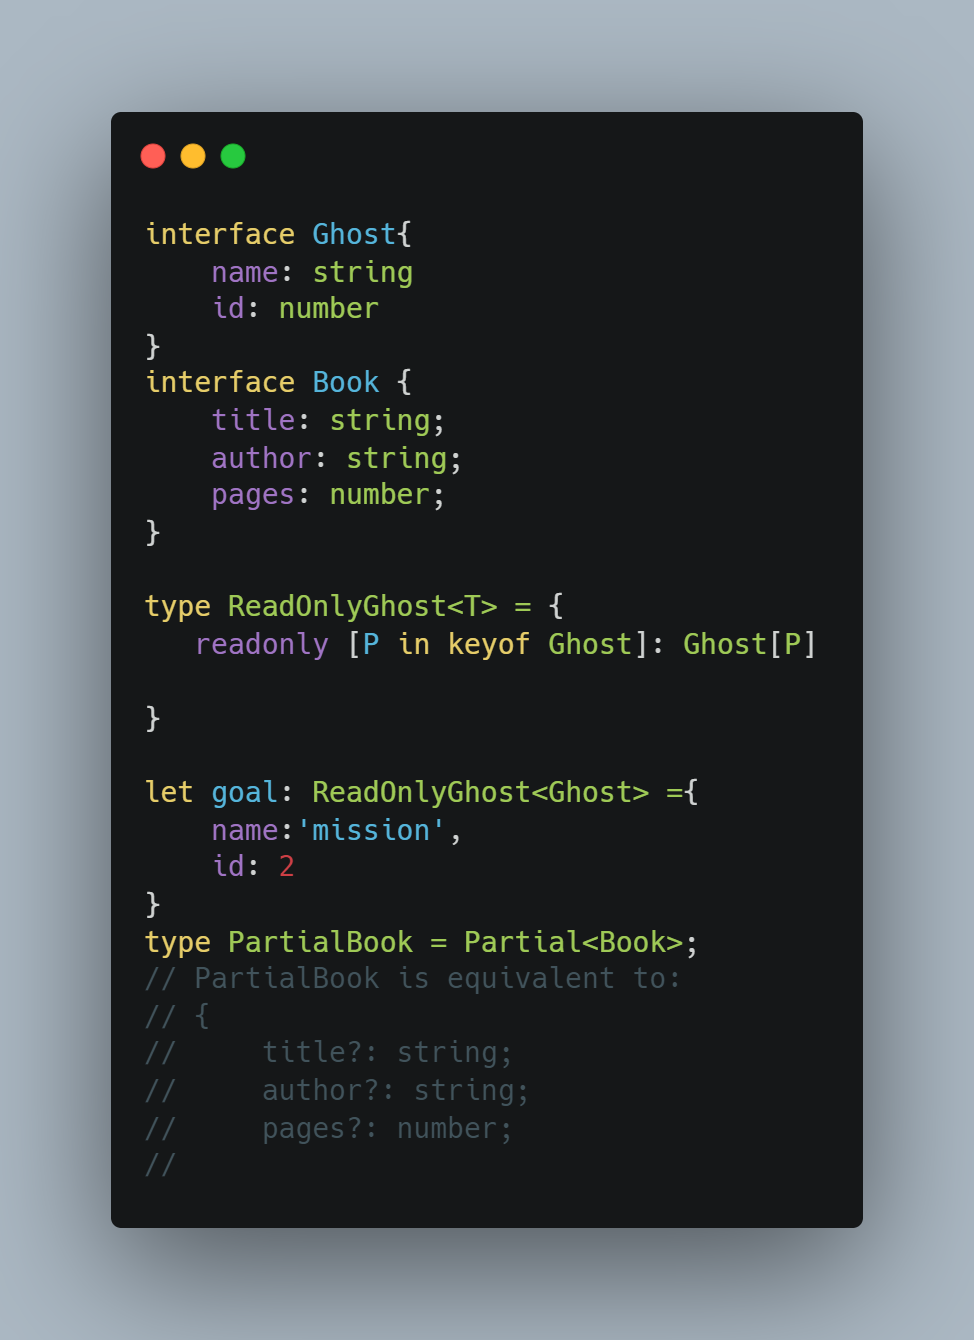 interface Ghost{
    name: string
    id: number
}
interface Book {
    title: string;
    author: string;
    pages: number;
}

type ReadOnlyGhost<T> = {
   readonly [P in keyof Ghost]: Ghost[P]

}

let goal: ReadOnlyGhost<Ghost> ={
    name:'mission',
    id: 2
}
type PartialBook = Partial<Book>;
// PartialBook is equivalent to:
// {
//     title?: string;
//     author?: string;
//     pages?: number;
//